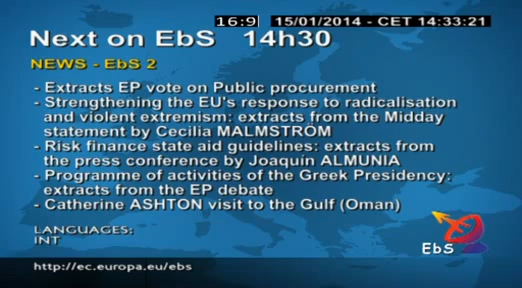 16:9 15/01/2014 - CET 14:33:21
Next on EbS 14h30
NEWS - EbS 2
- Extracts EP vote on Public procurement
- Strengthening the EU's response to radicalisation
and violent extremism: extracts from the Midday
statement by Cecilia MALMSTRÖM
- Risk finance state aid guidelines: extracts from
the press conference by Joaquín ALMUNIA
- Programme of activities of the Greek Presidency:
extracts from the EP debate
- Catherine ASHTON visit to the Gulf (Oman)
LANGUAGES:
INT
EbS
http://ec.europa.eu/ebs